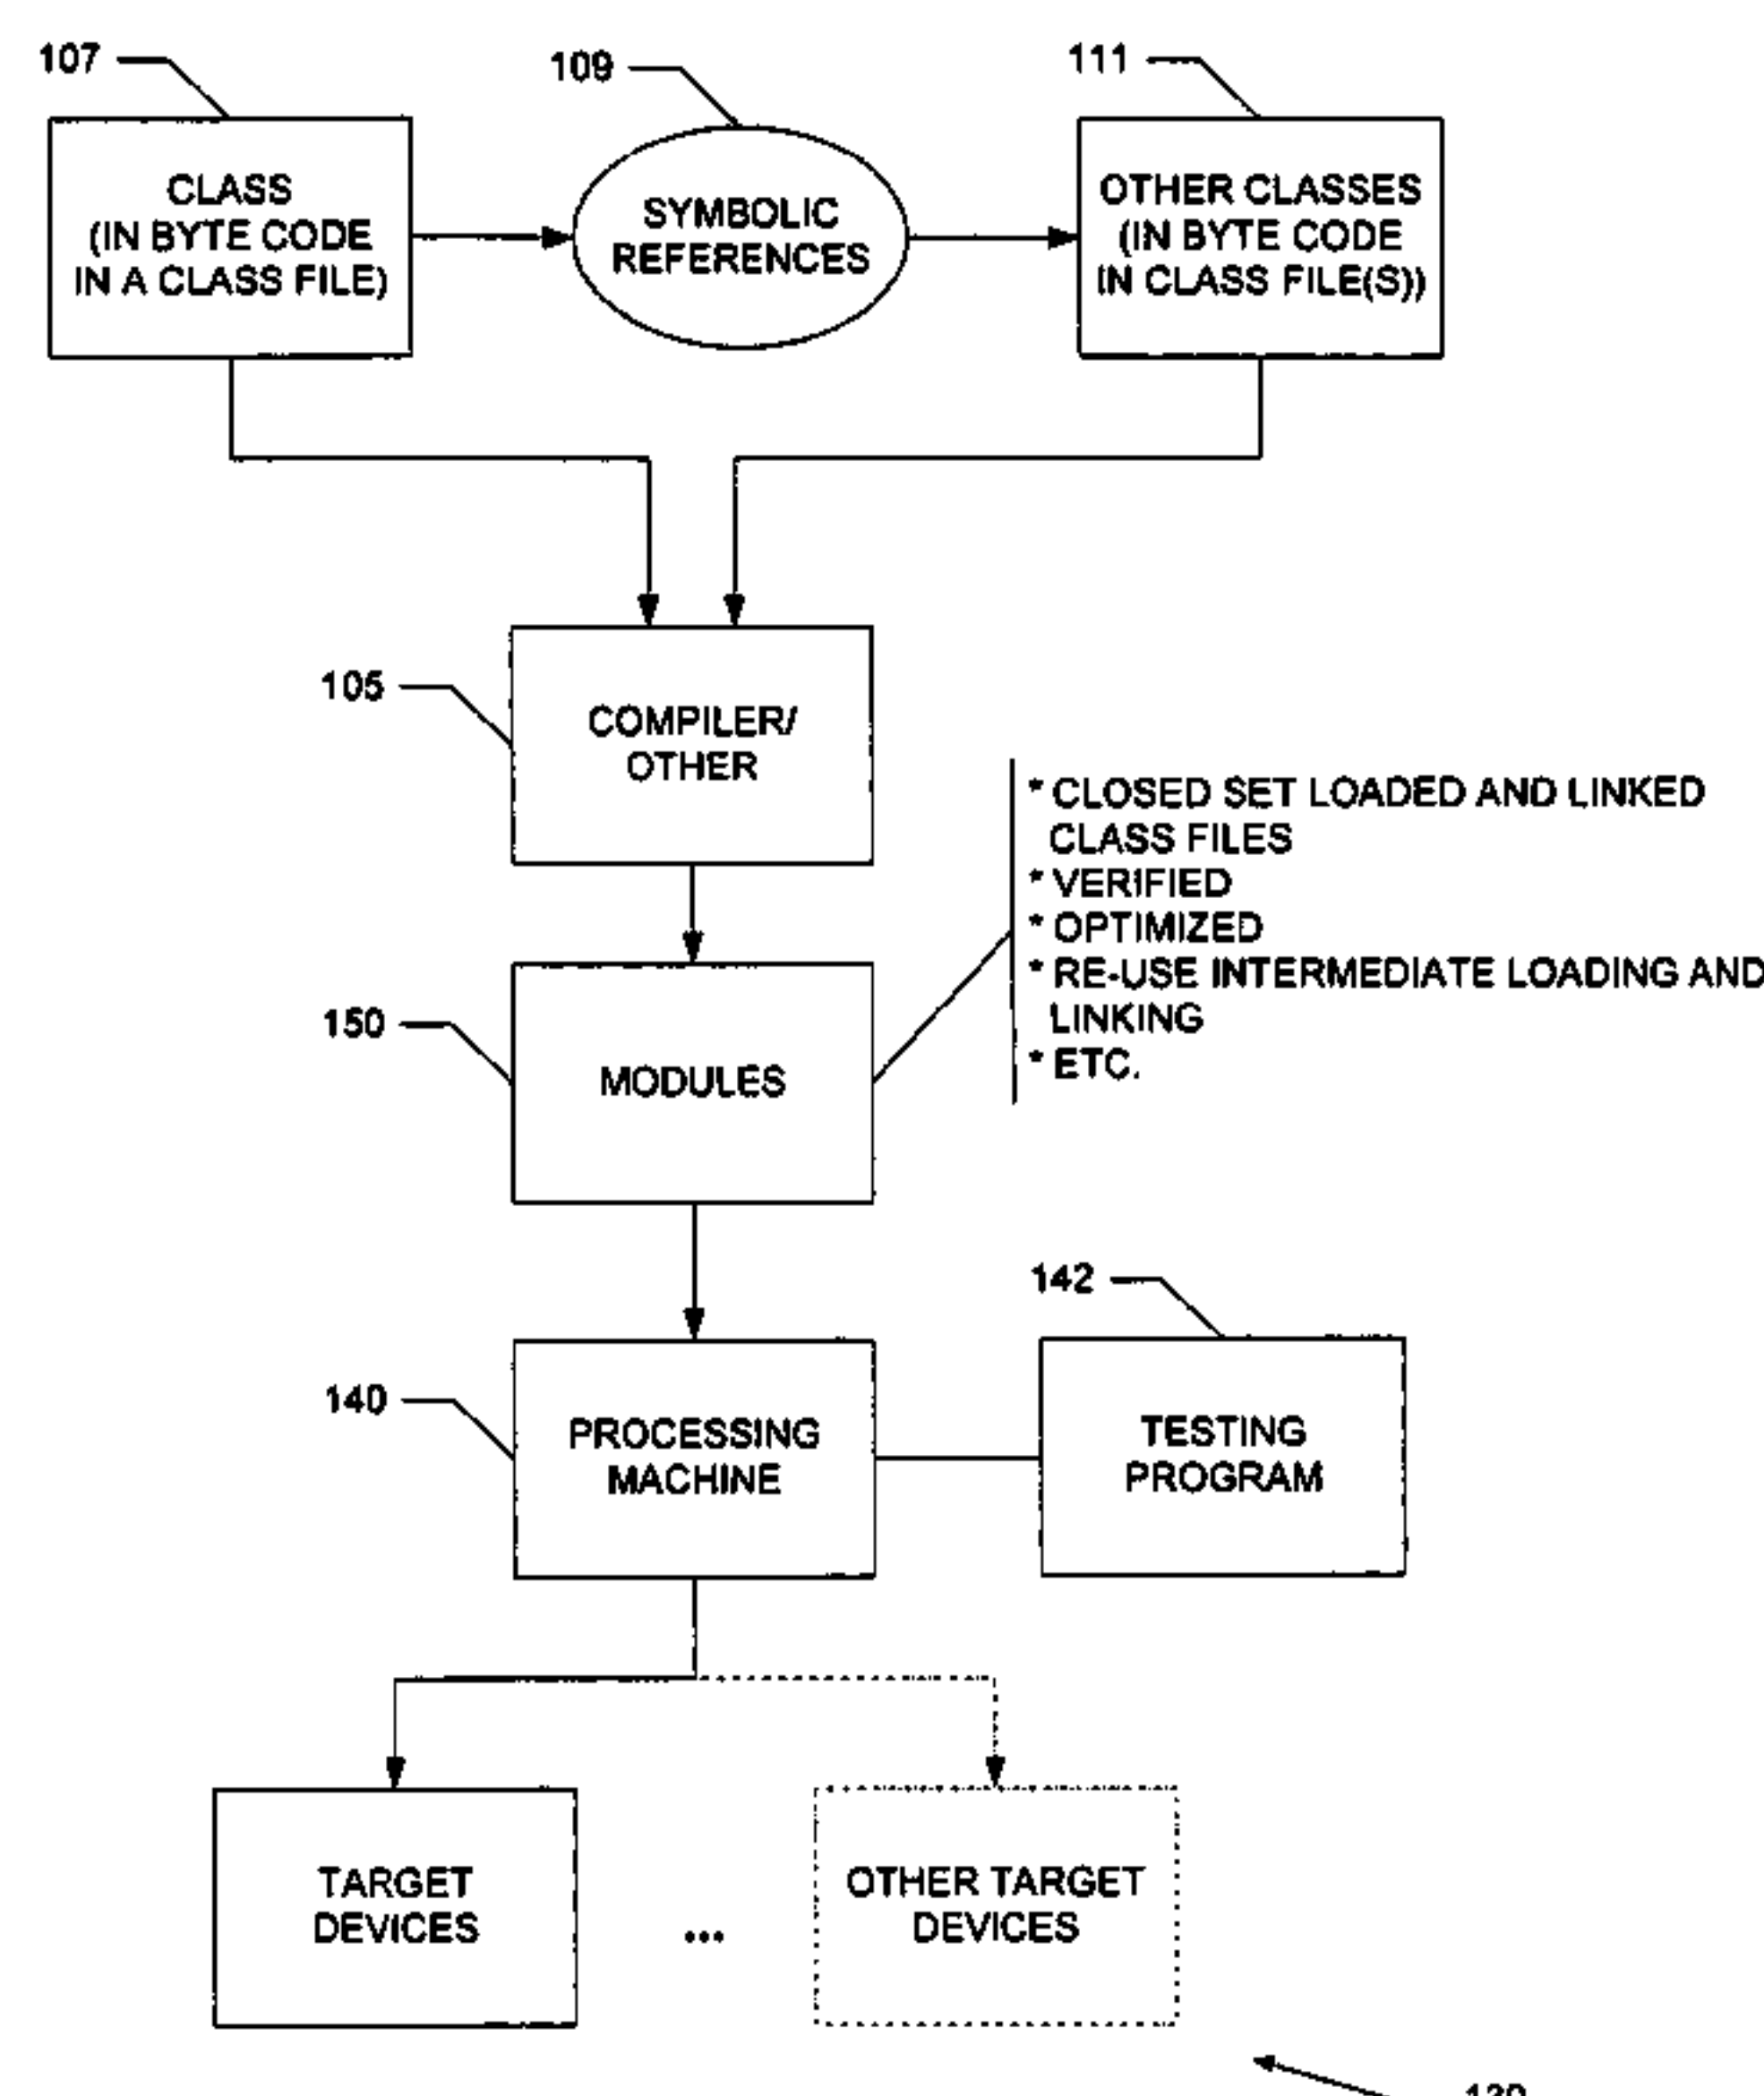 107
109
111
CLASS
(IN BYTE CODE
IN A CLASS FILE)
SYMBOLIC
REFERENCES
OTHER CLASSES
(IN BYTE CODE
IN CLASS FILE(S))
105
COMPILER/
OTHER
* CLOSED SET LOADED AND LINKED
CLASS FILES
* VERIFIED
* OPTIMIZED
* RE-USE INTERMEDIATE LOADING AND
LINKING
* ETC.
150
MODULES
142
140
PROCESSING
MACHINE
TESTING
PROGRAM
TARGET
DEVICES
...
OTHER TARGET
DEVICES